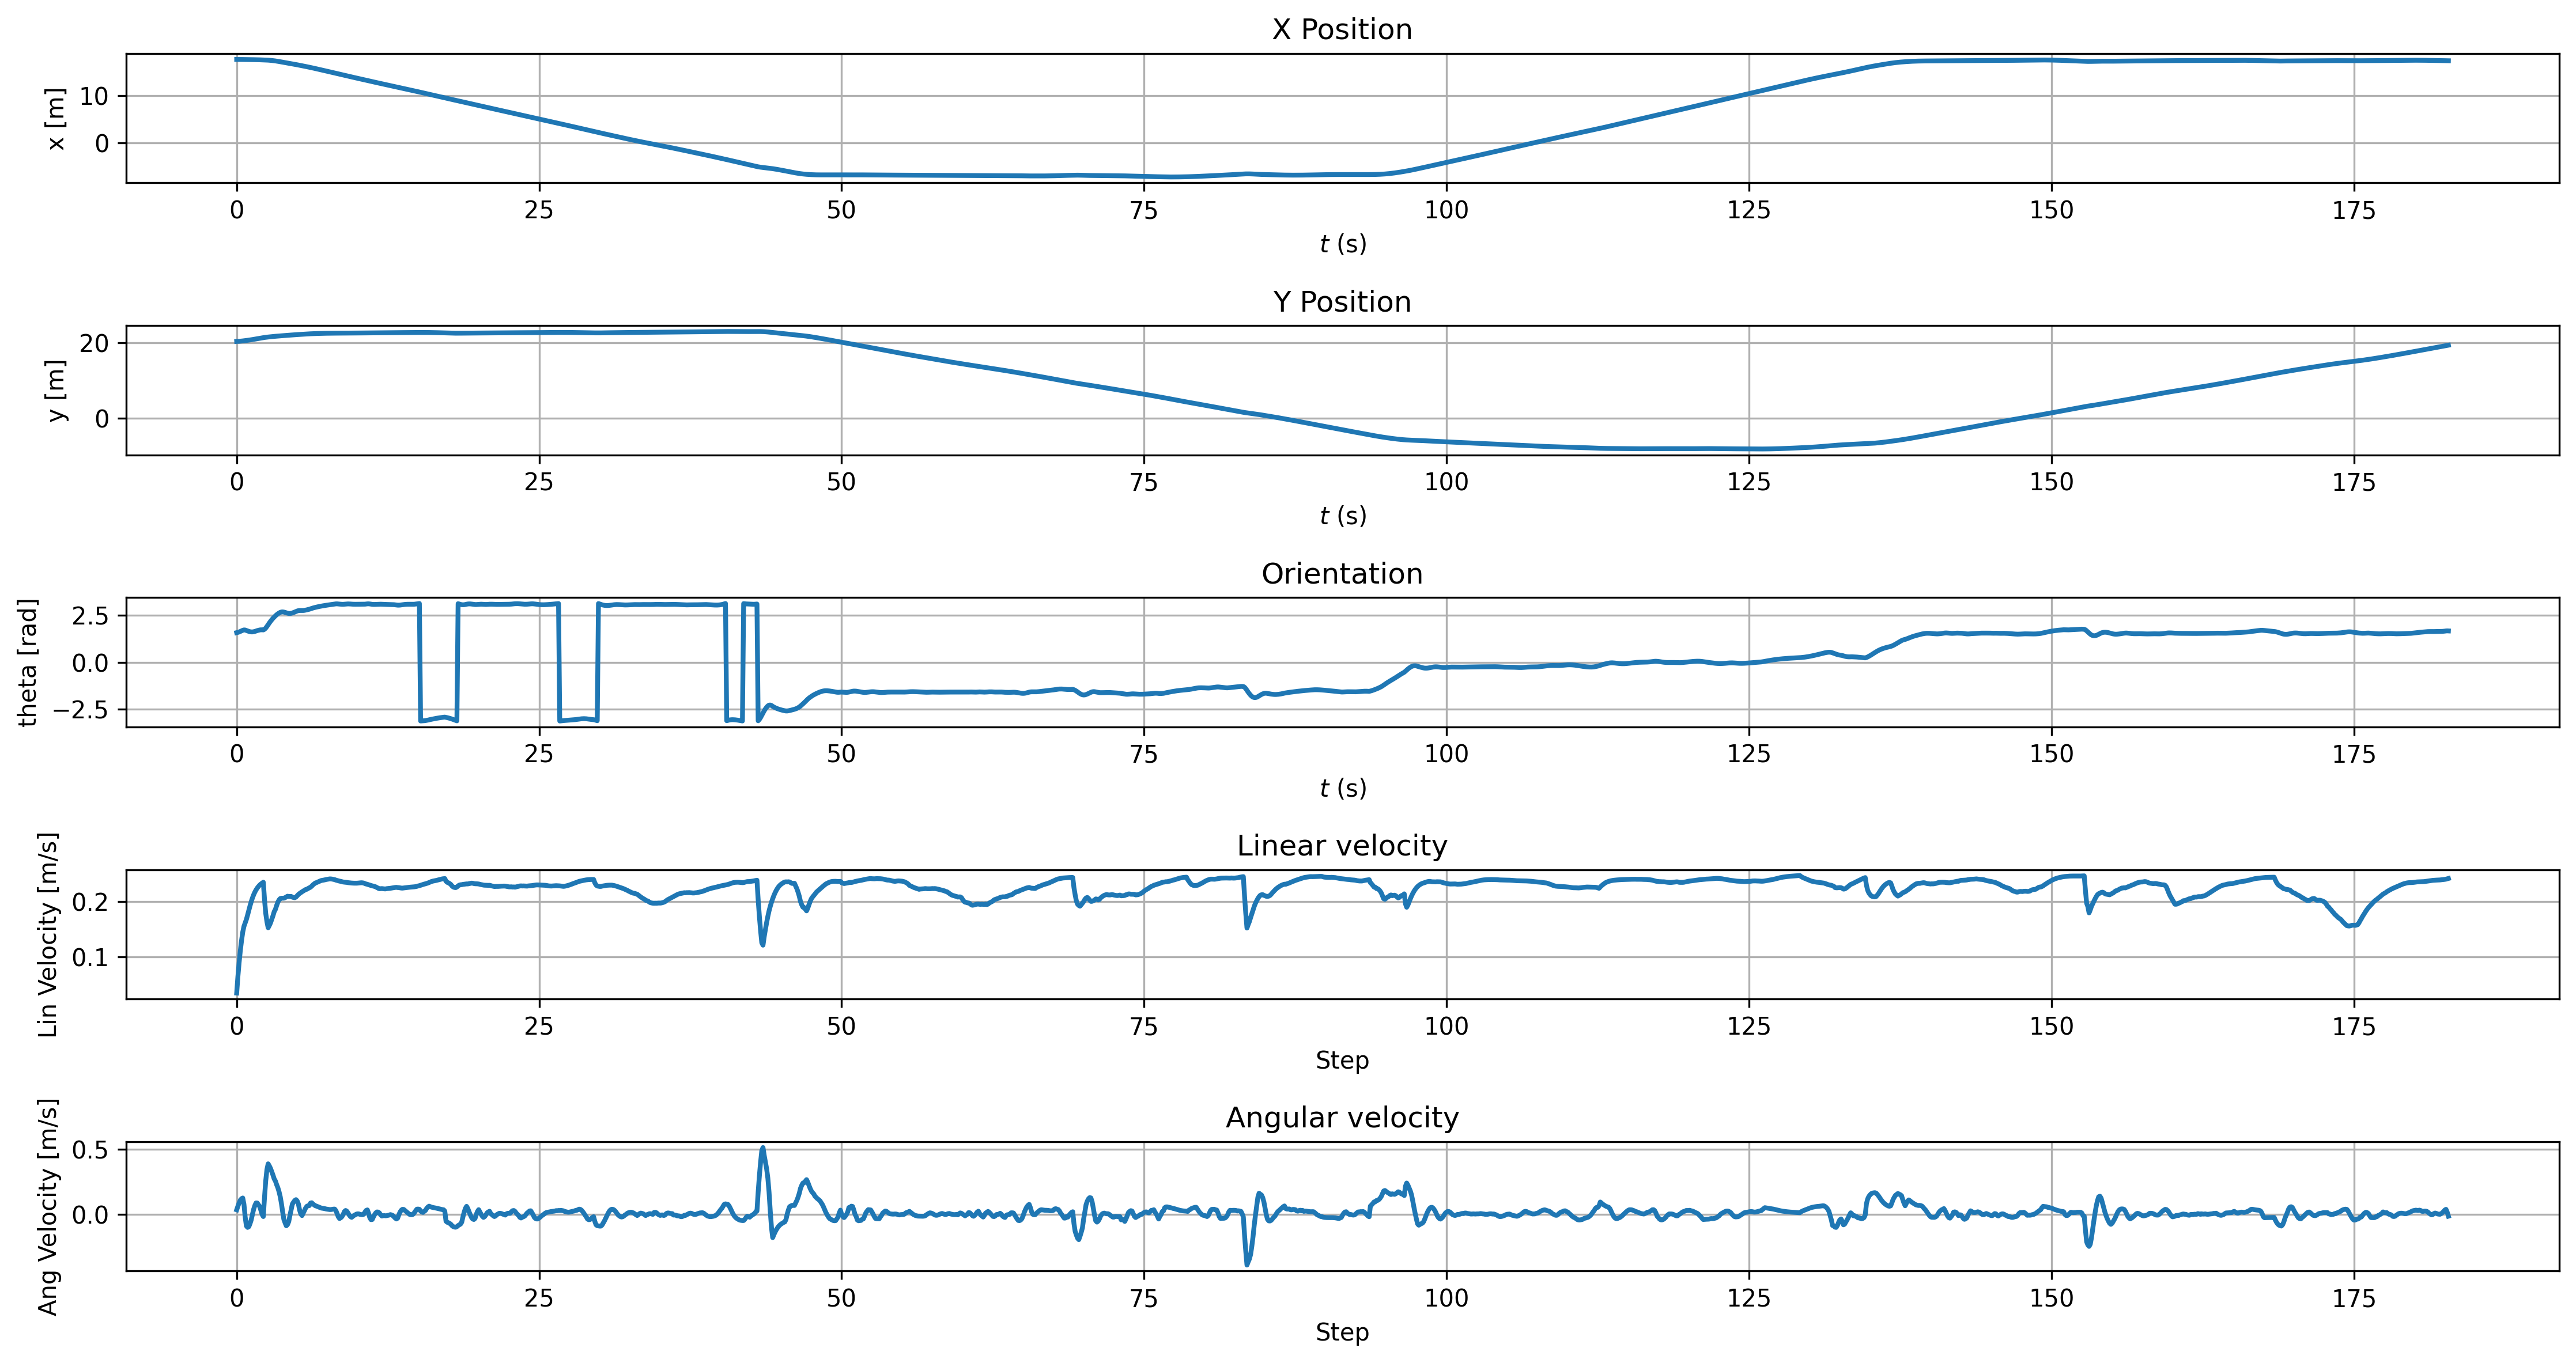 X Position
x [m]
10
0
0 25 50 75 100 125 150 175
t (s)
Y Position
y [m]
20
0
0 25 50 75 100 125 150 175
t (s)
Orientation
theta [rad]
2.5
0.0
−2.5
0 25 50 75 100 125 150 175
t (s)
Linear velocity
Lin Velocity [m/s]
0.2
0.1
0 25 50 75 100 125 150 175
Step
Angular velocity
Ang Velocity [m/s]
0.5
0.0
0 25 50 75 100 125 150 175
Step